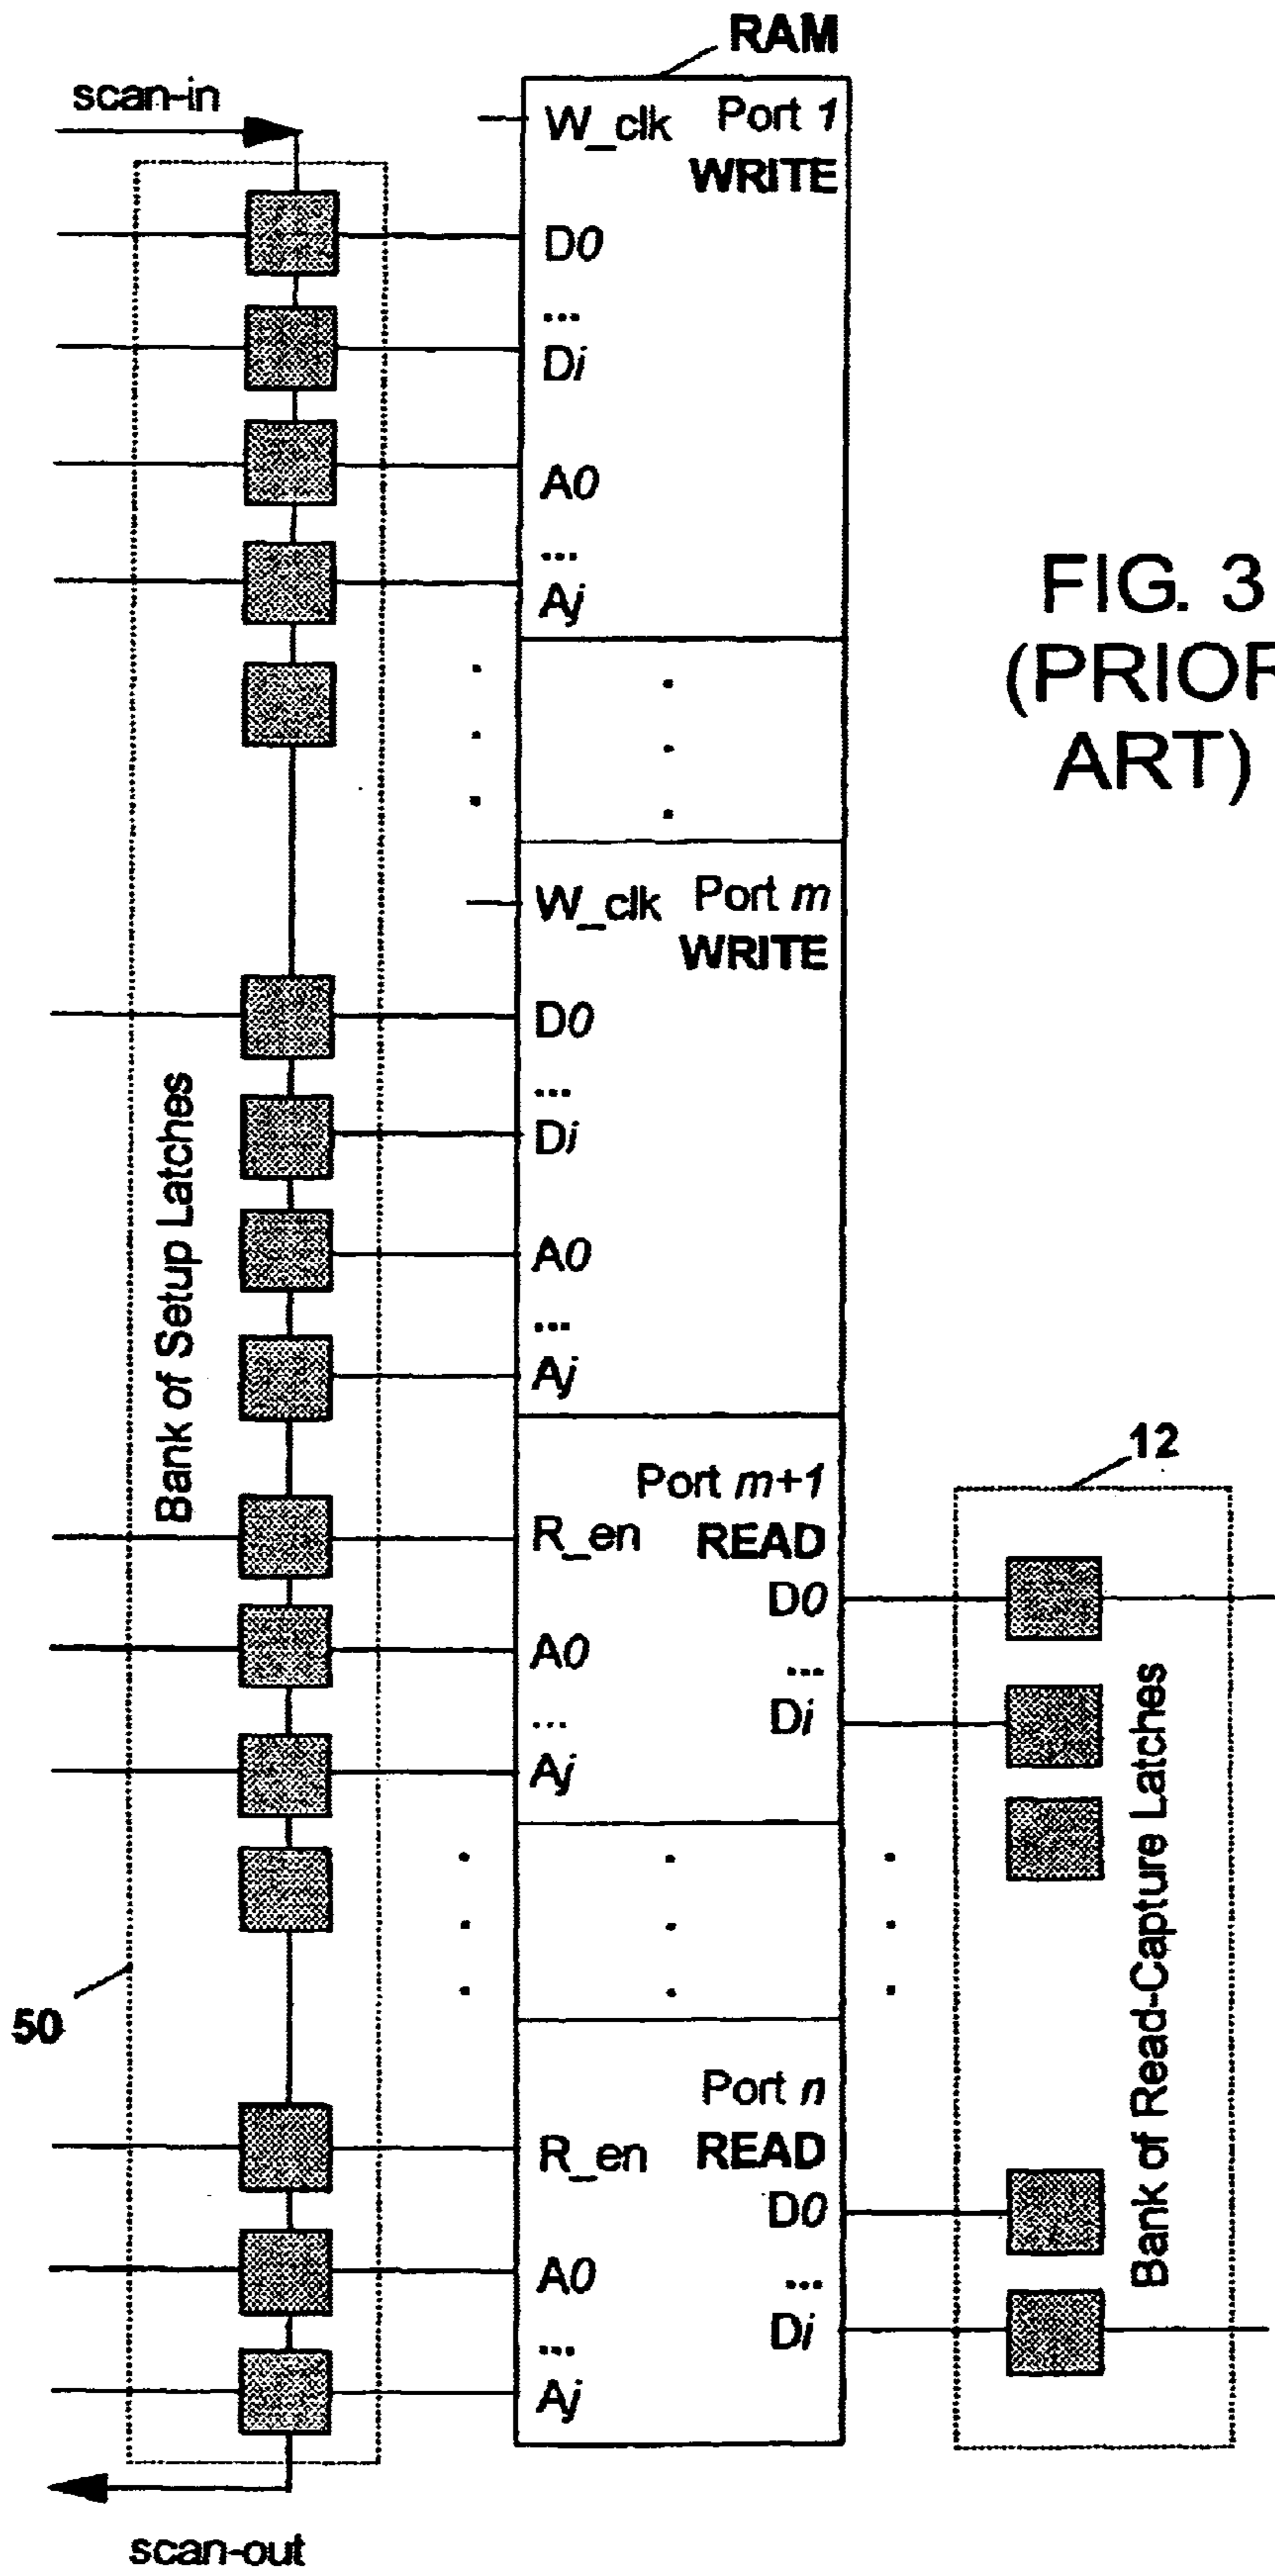 RAM
scan-in
W_clk Port 1
WRITE
D0
...
Di
A0
...
Aj
FIG. 3
(PRIOR
ART)
W_clk Port m
WRITE
D0
...
Di
A0
...
Aj
Bank of Setup Latches
Port m+1
R_en READ
D0
A0
...
Di
...
Aj
12
Bank of Read-Capture Latches
50
Port n
R_en READ
D0
A0
...
Di
...
Aj
scan-out